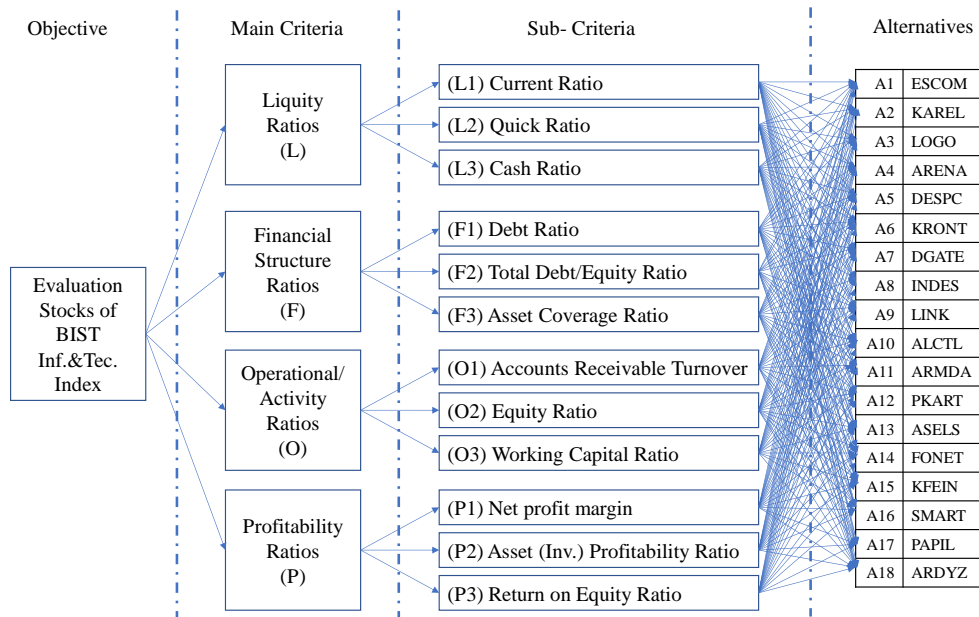 Objective
Main Criteria
Sub- Criteria
Alternatives
Evaluation
Stocks of
BIST
Inf.&Tec.
Index
Liquity
Ratios
(L)
Financial
Structure
Ratios
(F)
Operational/
Activity
Ratios
(O)
Profitability
Ratios
(P)
(L1) Current Ratio
(L2) Quick Ratio
(L3) Cash Ratio
(F1) Debt Ratio
(F2) Total Debt/Equity Ratio
(F3) Asset Coverage Ratio
(O1) Accounts Receivable Turnover
(O2) Equity Ratio
(O3) Working Capital Ratio
(P1) Net profit margin
(P2) Asset (Inv.) Profitability Ratio
(P3) Return on Equity Ratio
A1 ESCOM
A2 KAREL
A3 LOGO
A4 ARENA
A5 DESPC
A6 KRONT
A7 DGATE
A8 INDES
A9 LINK
A10 ALCTL
A11 ARMDA
A12 PKART
A13 ASELS
A14 FONET
A15 KFEIN
A16 SMART
A17 PAPIL
A18 ARDYZ